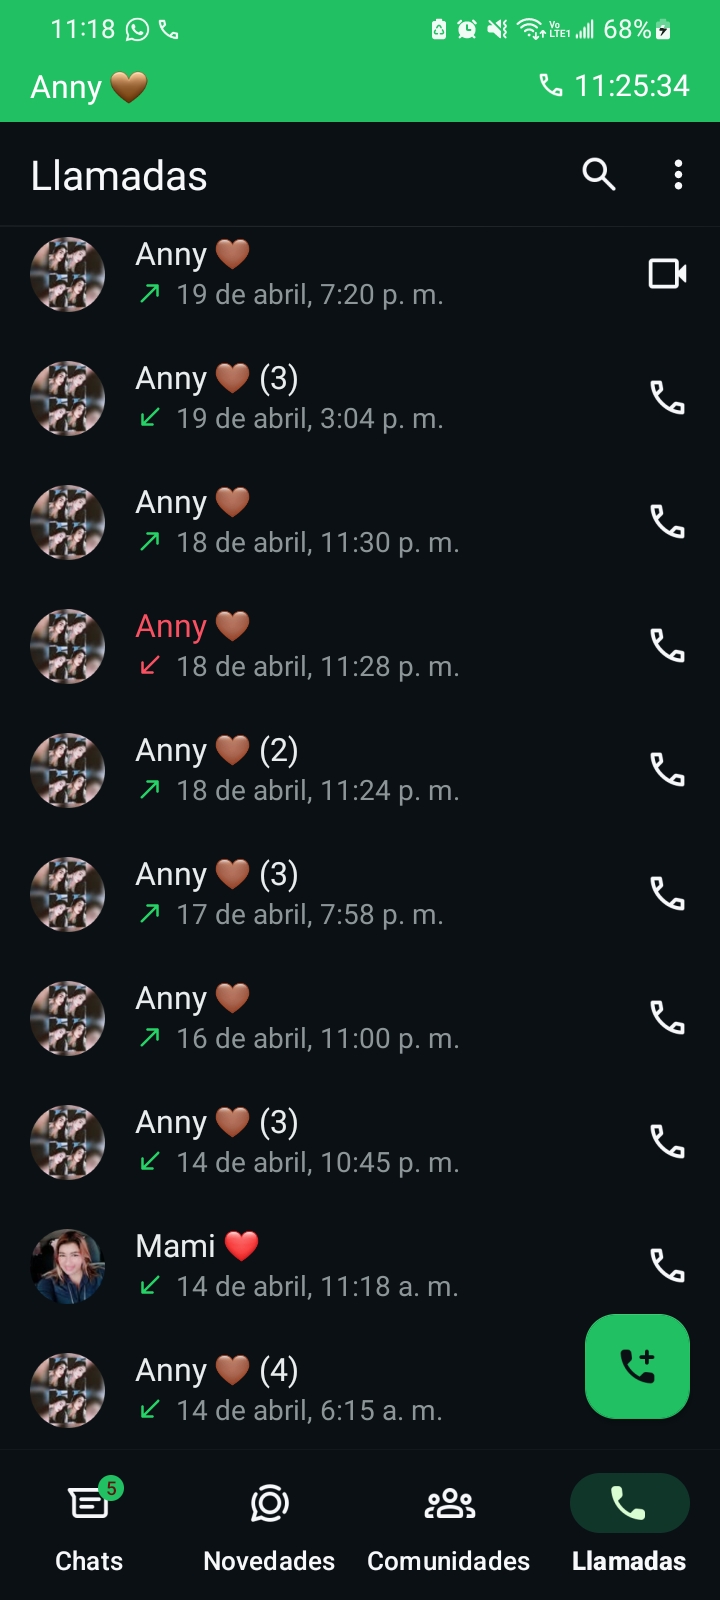 11:18 Vo LTE1 68%
Anny 🤎 11:25:34
Llamadas
Anny 🤎
19 de abril, 7:20 p. m.
Anny 🤎 (3)
19 de abril, 3:04 p. m.
Anny 🤎
18 de abril, 11:30 p. m.
Anny 🤎
18 de abril, 11:28 p. m.
Anny 🤎 (2)
18 de abril, 11:24 p. m.
Anny 🤎 (3)
17 de abril, 7:58 p. m.
Anny 🤎
16 de abril, 11:00 p. m.
Anny 🤎 (3)
14 de abril, 10:45 p. m.
Mami ❤️
14 de abril, 11:18 a. m.
Anny 🤎 (4)
14 de abril, 6:15 a. m.
5
Chats Novedades Comunidades Llamadas